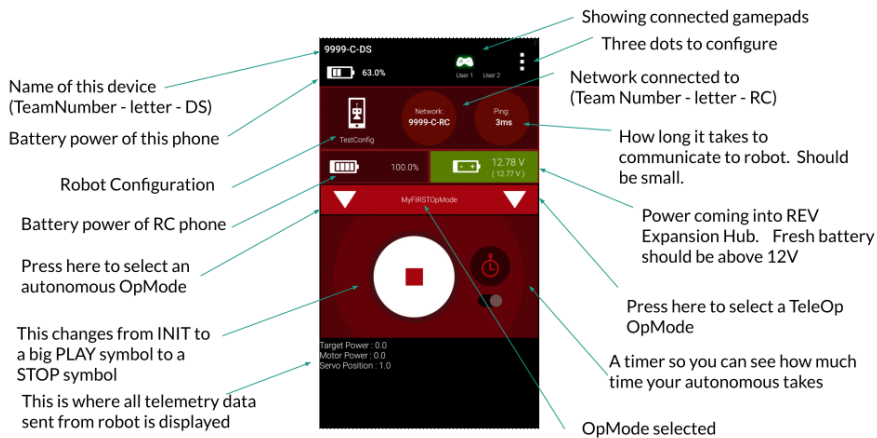 Showing connected gamepads
Three dots to configure
Network connected to
(Team Number - letter - RC)
How long it takes to
communicate to robot. Should
be small.
Power coming into REV
Expansion Hub. Fresh battery
should be above 12V
Press here to select a TeleOp
OpMode
A timer so you can see how much
time your autonomous takes
OpMode selected
Name of this device
(TeamNumber - letter - DS)
Battery power of this phone
Robot Configuration
Battery power of RC phone
Press here to select an
autonomous OpMode
This changes from INIT to
a big PLAY symbol to a
STOP symbol
This is where all telemetry data
sent from robot is displayed
9999-C-DS
63.0%
User 1 User 2
TestConfig
Network:
9999-C-RC
Ping:
3ms
100.0%
12.78 V
( 12.77 V )
MyFIRSTOpMode
Target Power : 0.0
Motor Power : 0.0
Servo Position : 1.0